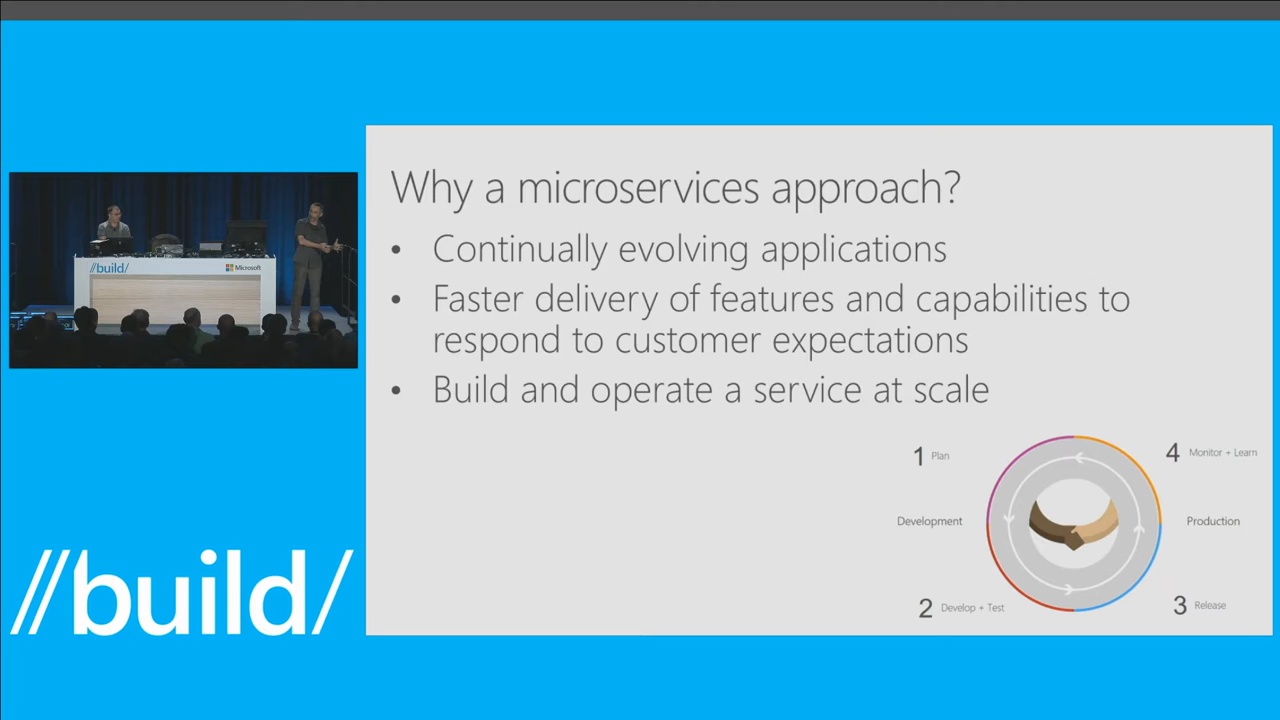 Why a microservices approach?
• Continually evolving applications
• Faster delivery of features and capabilities to
respond to customer expectations
• Build and operate a service at scale
//build/
Microsoft
1 Plan
4 Monitor + Learn
Development
Production
2 Develop + Test
3 Release
//build/